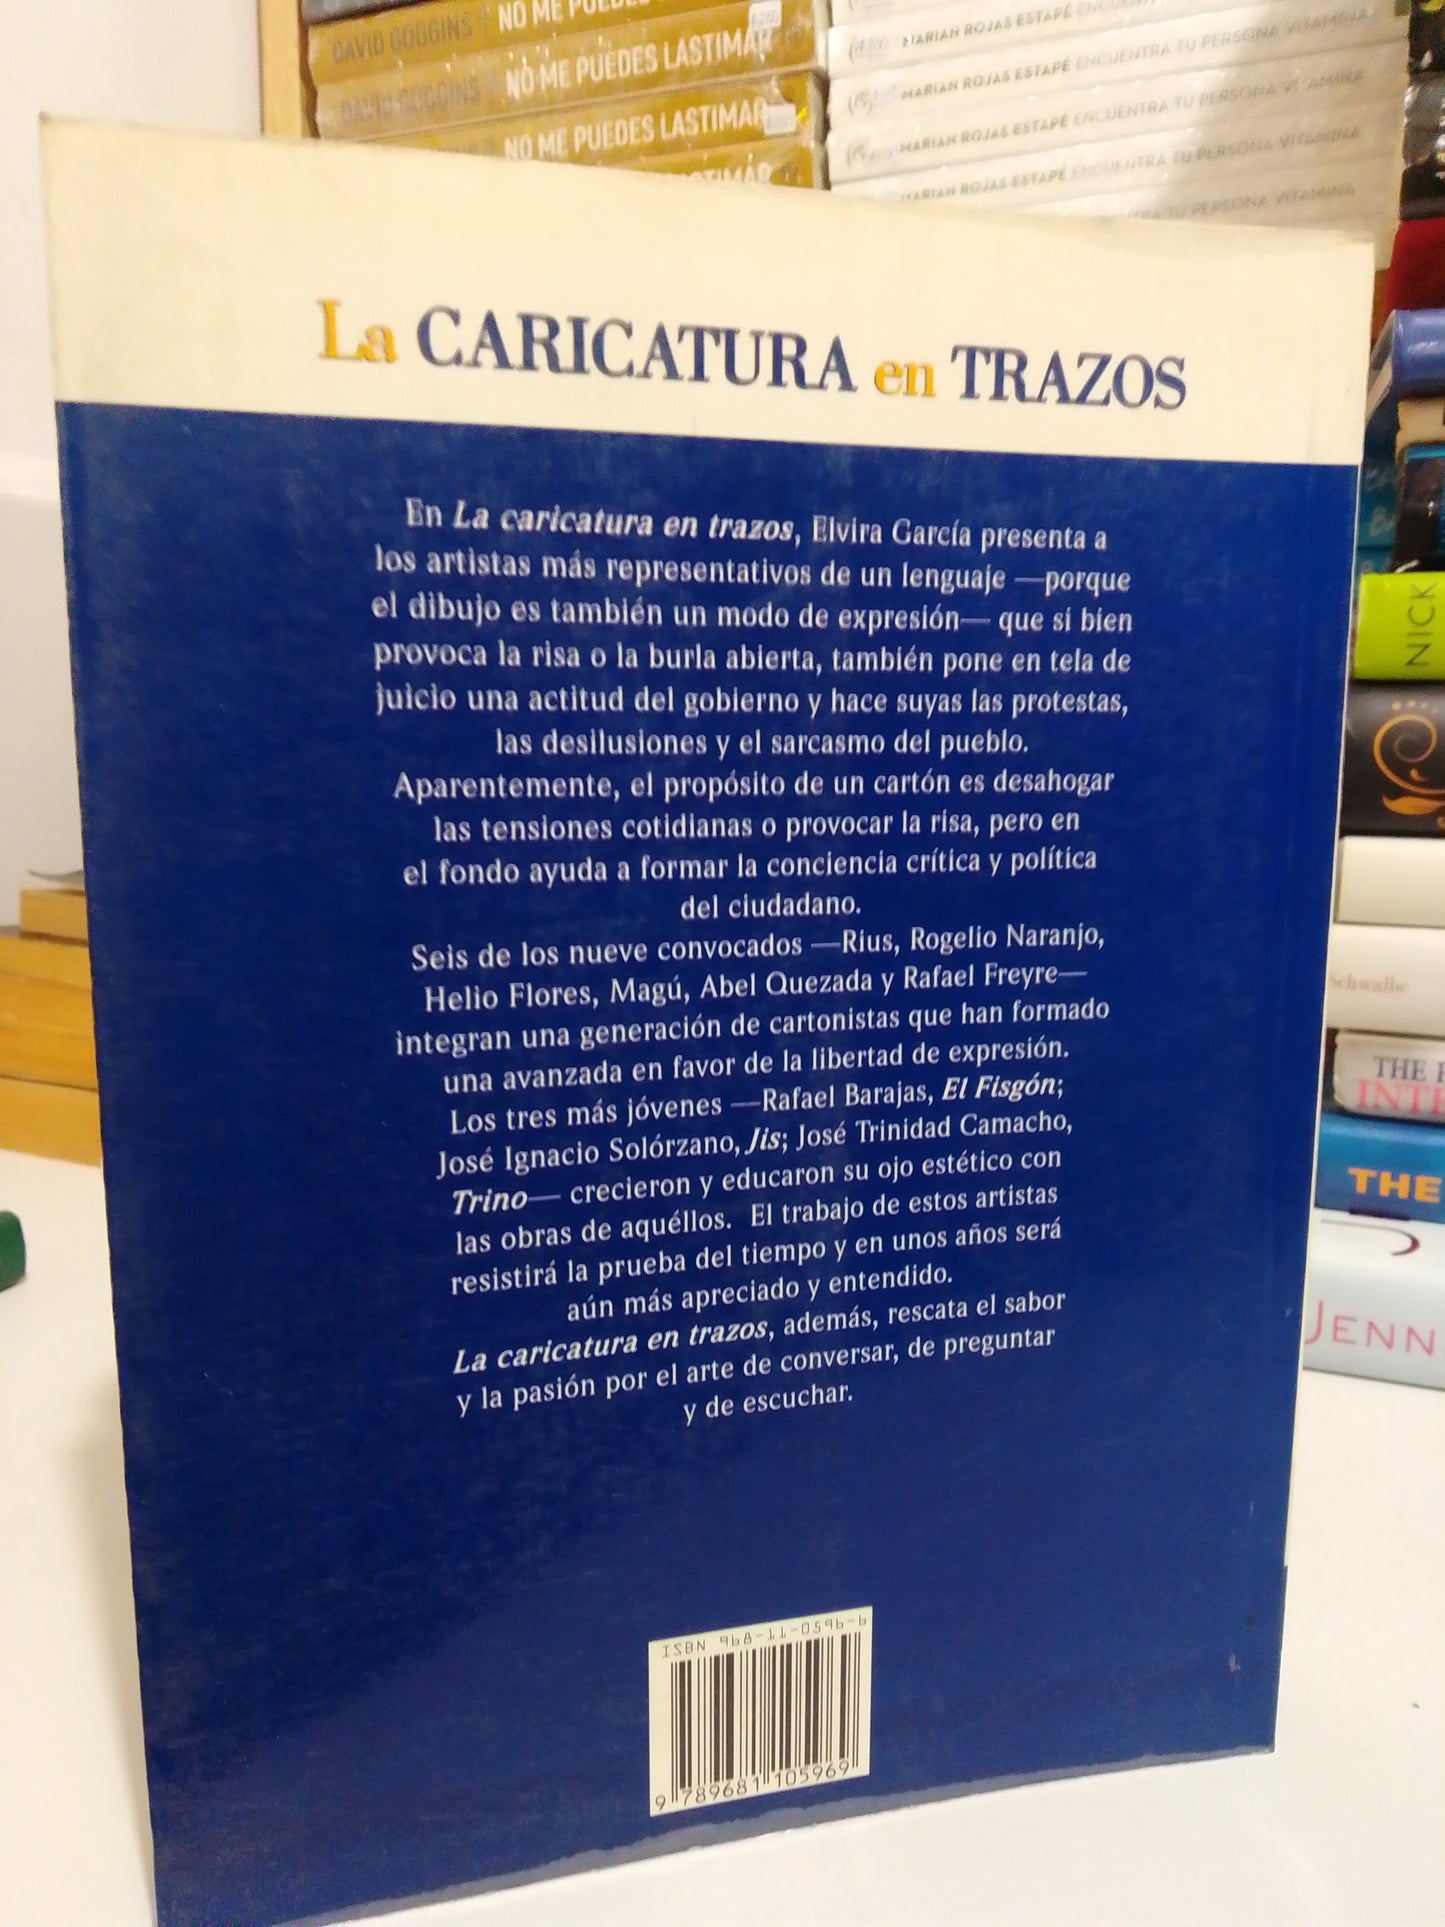 DAVID GOGGINS NO ME PUEDES
DAVID GOGGINS NO ME PUEDES LASTIMAR
NO ME PUEDES LASTIMAR
MARIAN ROJAS ESTAPÉ ENCUENTRA
MARIAN ROJAS ESTAPÉ ENCUENTRA TU PERSONA VITAMINA
MARIAN ROJAS ESTAPÉ ENCUENTRA TU PERSONA VITAMINA
MARIAN ROJAS ESTAPÉ ENCUENTRA TU PERSONA VITAMINA
TU PERSONA VITAMINA
La CARICATURA en TRAZOS
En La caricatura en trazos, Elvira García presenta a
los artistas más representativos de un lenguaje —porque
el dibujo es también un modo de expresión— que si bien
provoca la risa o la burla abierta, también pone en tela de
juicio una actitud del gobierno y hace suyas las protestas,
las desilusiones y el sarcasmo del pueblo.
Aparentemente, el propósito de un cartón es desahogar
las tensiones cotidianas o provocar la risa, pero en
el fondo ayuda a formar la conciencia crítica y política
del ciudadano.
Seis de los nueve convocados —Rius, Rogelio Naranjo,
Helio Flores, Magú, Abel Quezada y Rafael Freyre—
integran una generación de cartonistas que han formado
una avanzada en favor de la libertad de expresión.
Los tres más jóvenes —Rafael Barajas, El Fisgón;
José Ignacio Solórzano, Jis; José Trinidad Camacho,
Trino— crecieron y educaron su ojo estético con
las obras de aquéllos. El trabajo de estos artistas
resistirá la prueba del tiempo y en unos años será
aún más apreciado y entendido.
La caricatura en trazos, además, rescata el sabor
y la pasión por el arte de conversar, de preguntar
y de escuchar.
ISBN 968-11-0596-6
9 789681 105969
NICK
Schwalbe
THE
INTE
THE
JENN